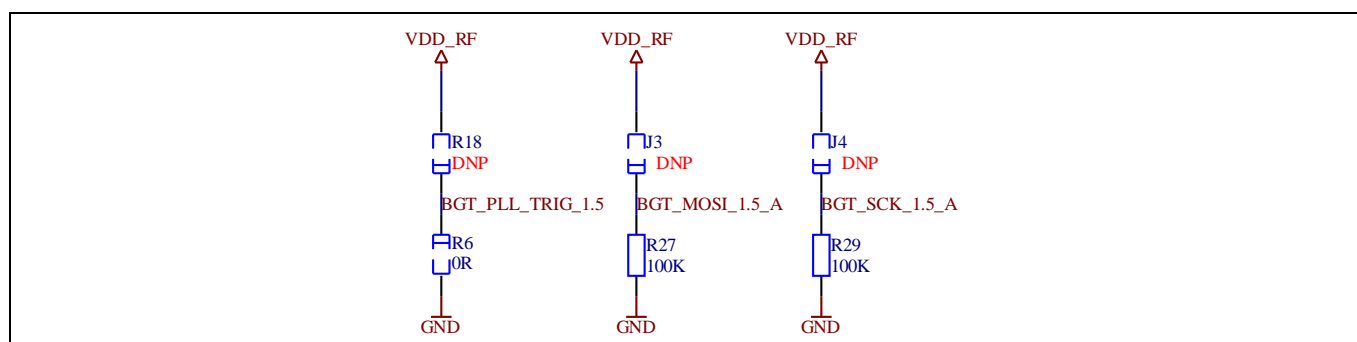 VDD_RF VDD_RF VDD_RF
R18 J3 J4
DNP DNP DNP
BGT_PLL_TRIG_1.5 BGT_MOSI_1.5_A BGT_SCK_1.5_A
R6 R27 R29
0R 100K 100K
GND GND GND